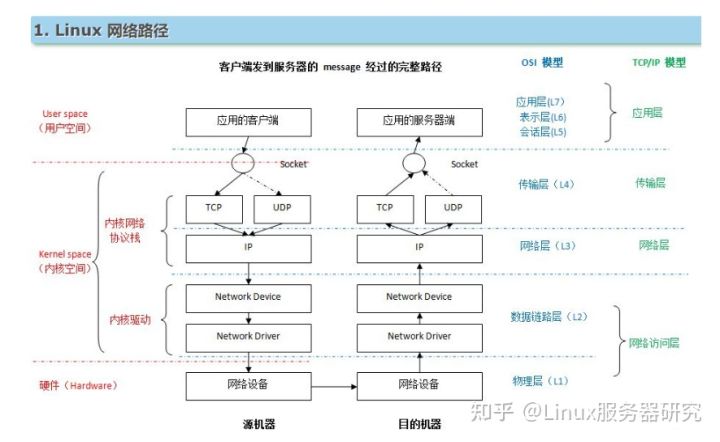 1. Linux 网络路径
客户端发到服务器的 message 经过的完整路径
OSI 模型
TCP/IP 模型
User space
（用户空间）
应用的客户端
应用的服务器端
应用层(L7)
表示层(L6)
会话层(L5)
应用层
Socket
Socket
Kernel space
（内核空间）
内核网络
协议栈
TCP
UDP
TCP
UDP
传输层（L4）
传输层
IP
IP
网络层（L3）
网络层
内核驱动
Network Device
Network Device
Network Driver
Network Driver
数据链路层（L2）
网络访问层
硬件（Hardware）
网络设备
网络设备
物理层（L1）
源机器
目的机器
知乎 @Linux服务器研究